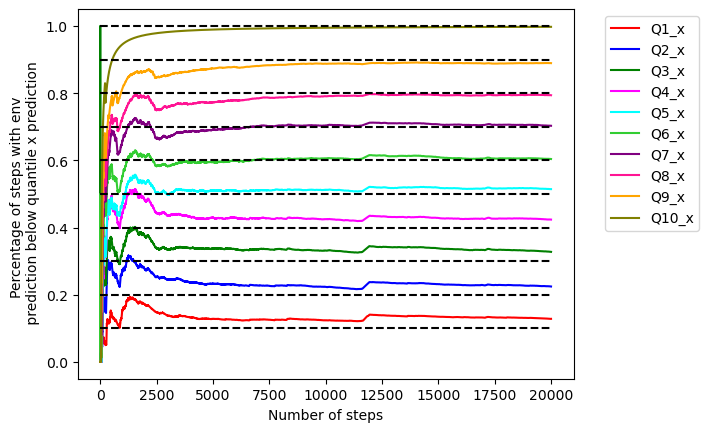 Percentage of steps with env
prediction below quantile x prediction
1.0
0.8
0.6
0.4
0.2
0.0
0
2500
5000
7500
10000
12500
15000
17500
20000
Number of steps
Q1_x
Q2_x
Q3_x
Q4_x
Q5_x
Q6_x
Q7_x
Q8_x
Q9_x
Q10_x